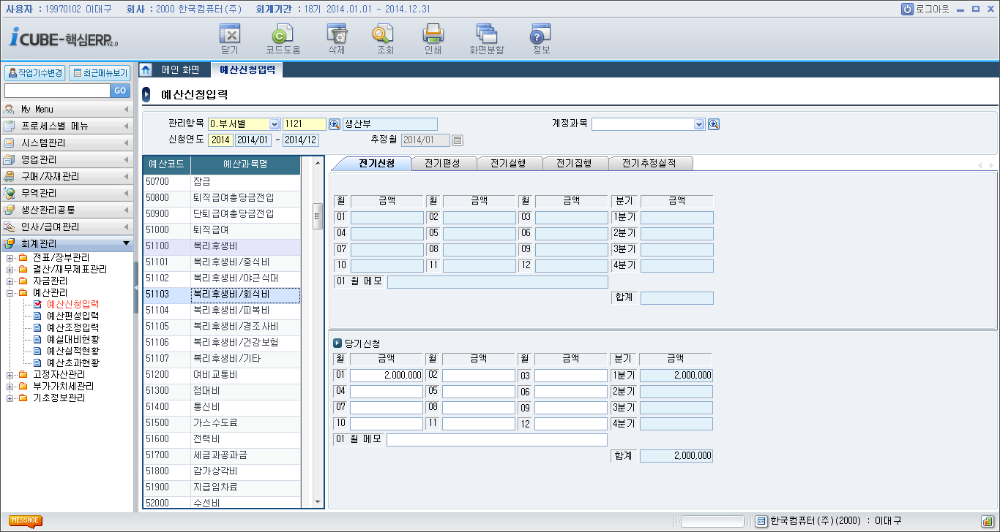 사용자 : 19970102 이대구 회사 : 2000 한국컴퓨터(주) 회계기간 : 18기 2014.01.01 ~ 2014.12.31 로그아웃
iCUBE-핵심ERP v2.0
닫기 코드도움 삭제 조회 인쇄 화면분할 정보
작업기수변경 최근메뉴보기
메인 화면 예산신청입력
GO
예산신청입력
My Menu
프로세스별 메뉴
시스템관리
영업관리
구매/자재관리
무역관리
생산관리공통
인사/급여관리
회계관리
전표/장부관리
결산/재무제표관리
자금관리
예산관리
예산신청입력
예산편성입력
예산조정입력
예실대비현황
예산실적현황
예산초과현황
고정자산관리
부가가치세관리
기초정보관리
관리항목 0.부서별 1121 생산부 계정과목
신청연도 2014 2014/01 ~ 2014/12 추정월 2014/01
예산코드 예산과목명
50700 잡급
50800 퇴직급여충당금전입
50900 단퇴급여충당금전입
51000 퇴직급여
51100 복리후생비
51101 복리후생비/중식비
51102 복리후생비/야근식대
51103 복리후생비/회식비
51104 복리후생비/피복비
51105 복리후생비/경조사비
51106 복리후생비/건강보험
51107 복리후생비/기타
51200 여비교통비
51300 접대비
51400 통신비
51500 가스수도료
51600 전력비
51700 세금과공과금
51800 감가상각비
51900 지급임차료
52000 수선비
전기신청 전기편성 전기실행 전기집행 전기추정실적
월 금액 월 금액 월 금액 분기 금액
01 02 03 1분기
04 05 06 2분기
07 08 09 3분기
10 11 12 4분기
01 월 메모
합계
당기신청
월 금액 월 금액 월 금액 분기 금액
01 2,000,000 02 03 1분기 2,000,000
04 05 06 2분기
07 08 09 3분기
10 11 12 4분기
01 월 메모
합계 2,000,000
MESSAGE
한국컴퓨터(주)(2000) : 이대구